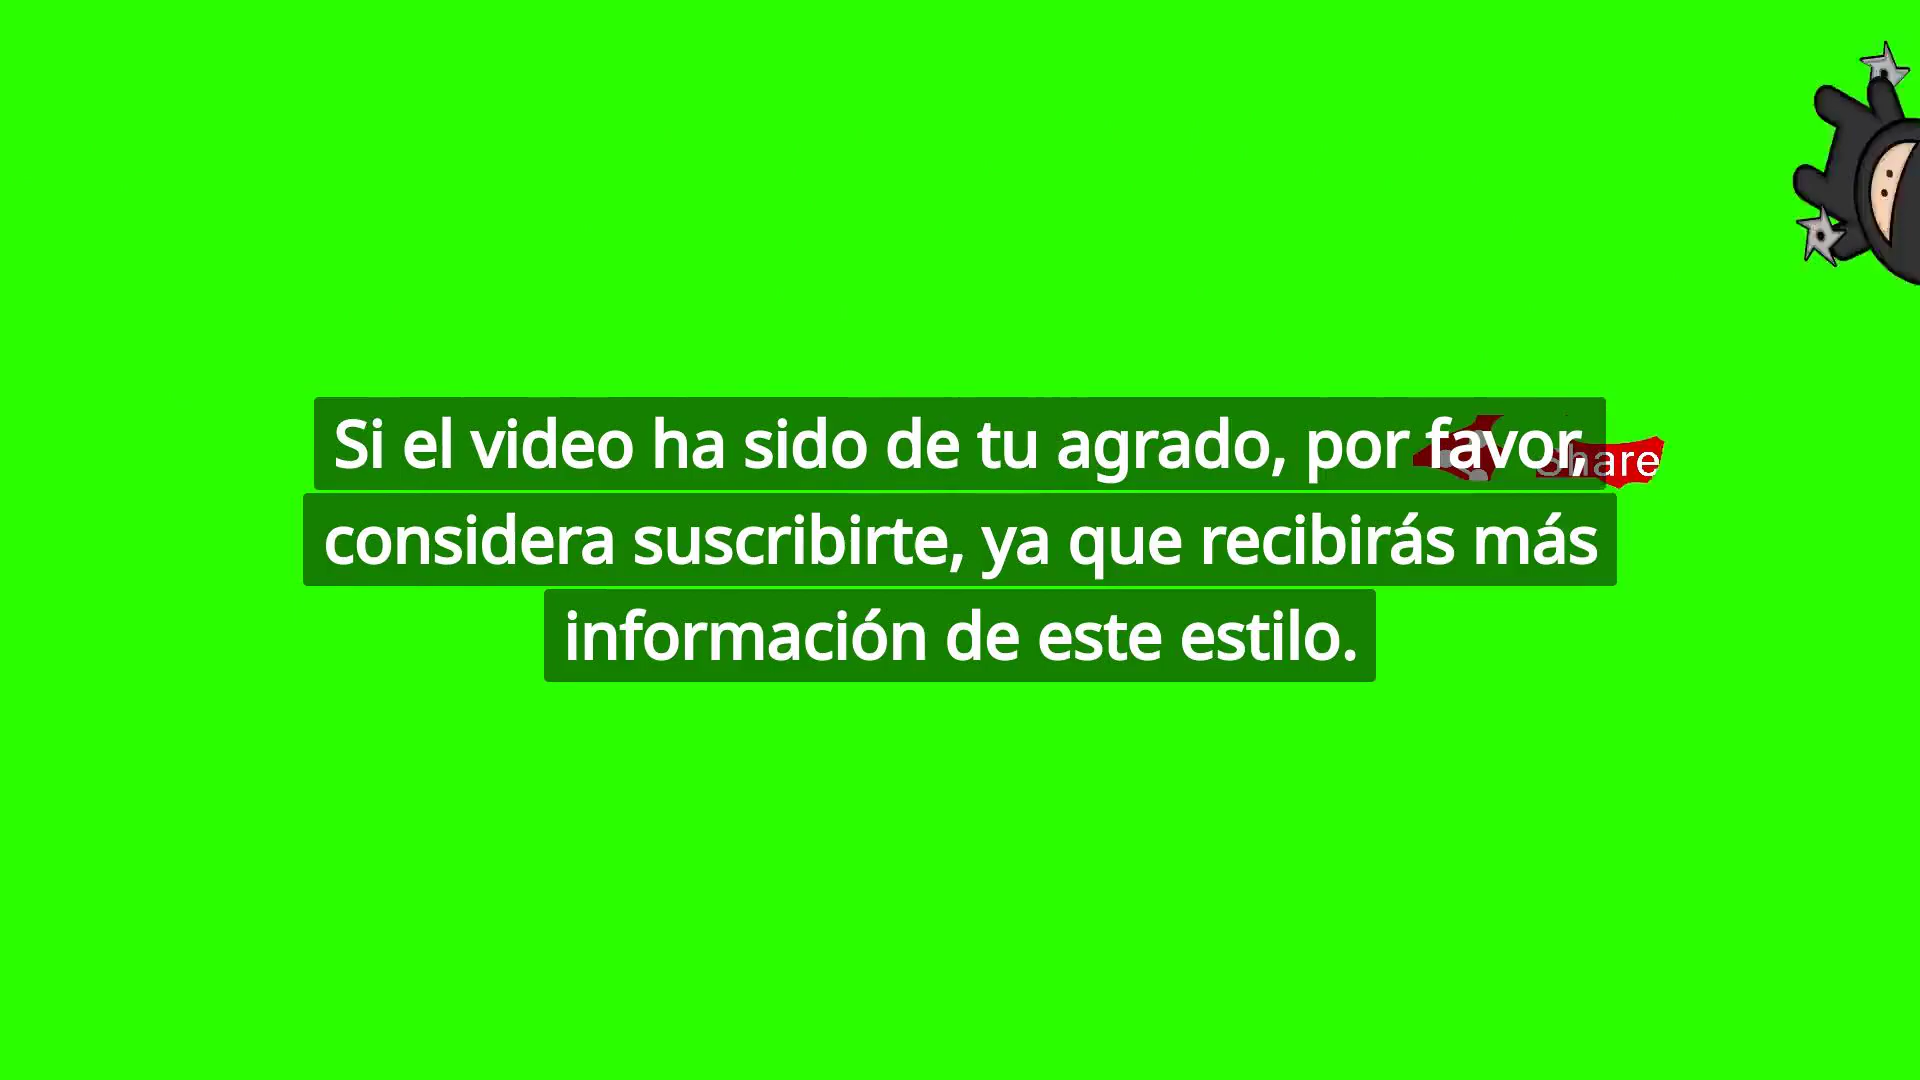 Si el video ha sido de tu agrado, por favor,
Share
considera suscribirte, ya que recibirás más
información de este estilo.